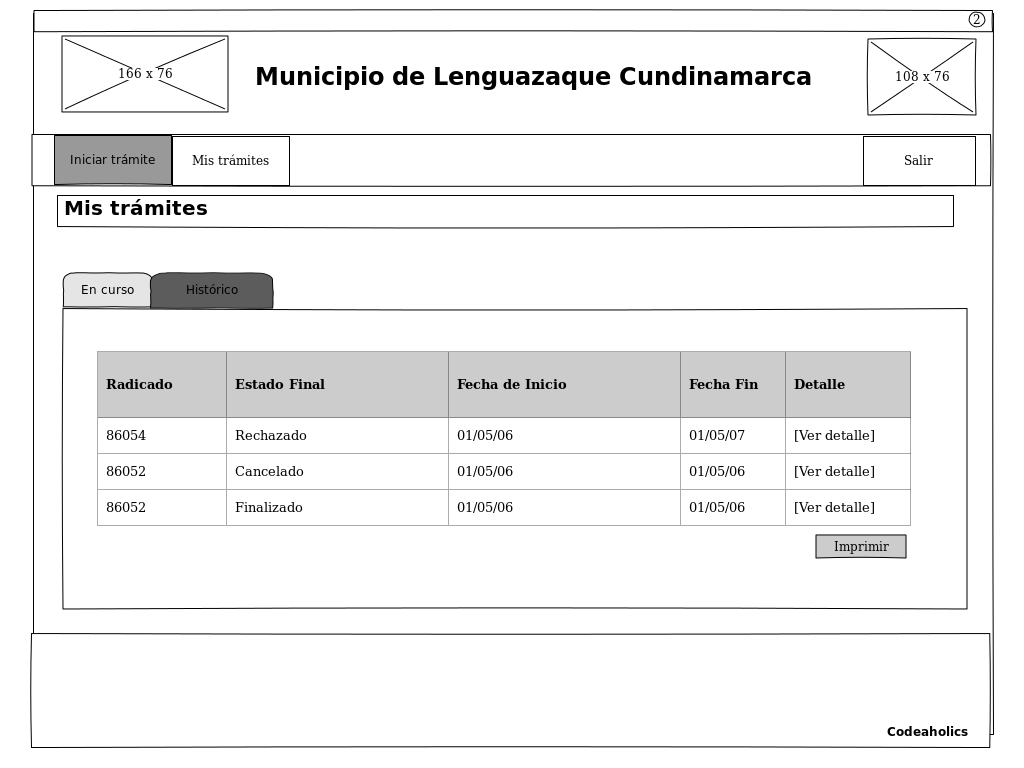 2
166 x 76
Municipio de Lenguazaque Cundinamarca
108 x 76
Iniciar trámite Mis trámites Salir
Mis trámites
En curso Histórico
Radicado Estado Final Fecha de Inicio Fecha Fin Detalle
86054 Rechazado 01/05/06 01/05/07 [Ver detalle]
86052 Cancelado 01/05/06 01/05/06 [Ver detalle]
86052 Finalizado 01/05/06 01/05/06 [Ver detalle]
Imprimir
Codeaholics